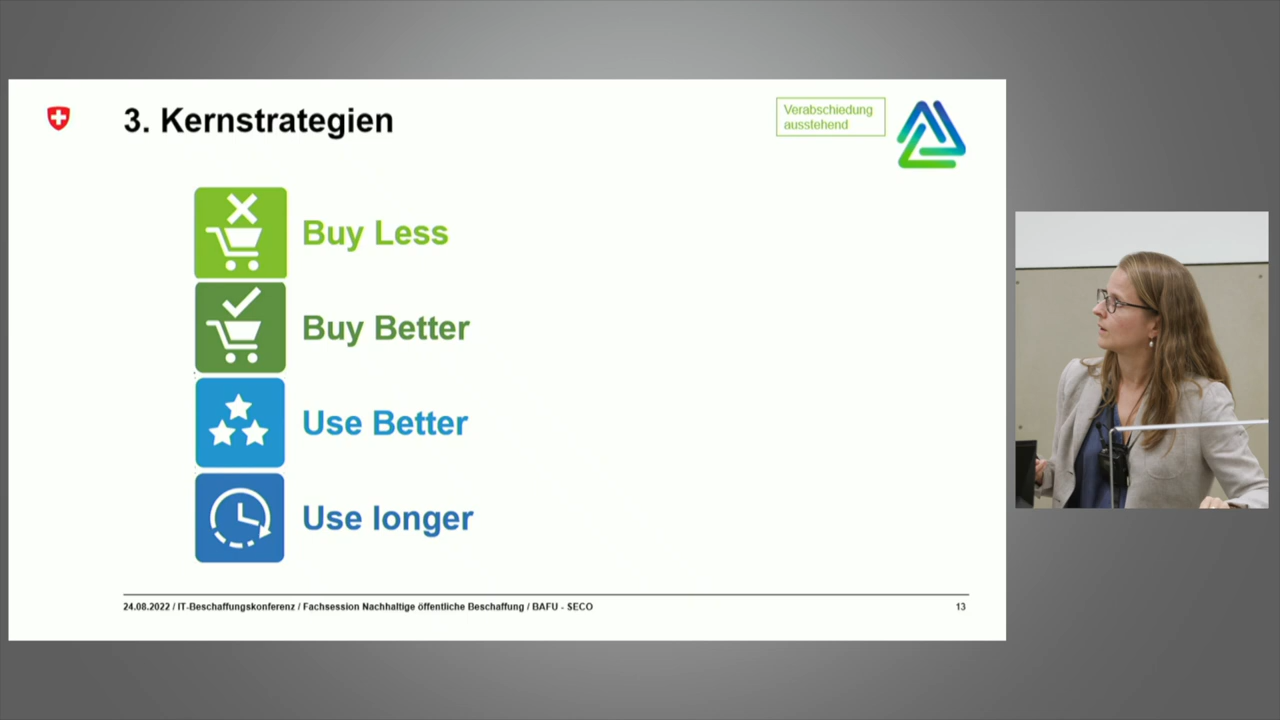 3. Kernstrategien
Verabschiedung
ausstehend
Buy Less
Buy Better
Use Better
Use longer
24.08.2022 / IT-Beschaffungskonferenz / Fachsession Nachhaltige öffentliche Beschaffung / BAFU - SECO
13